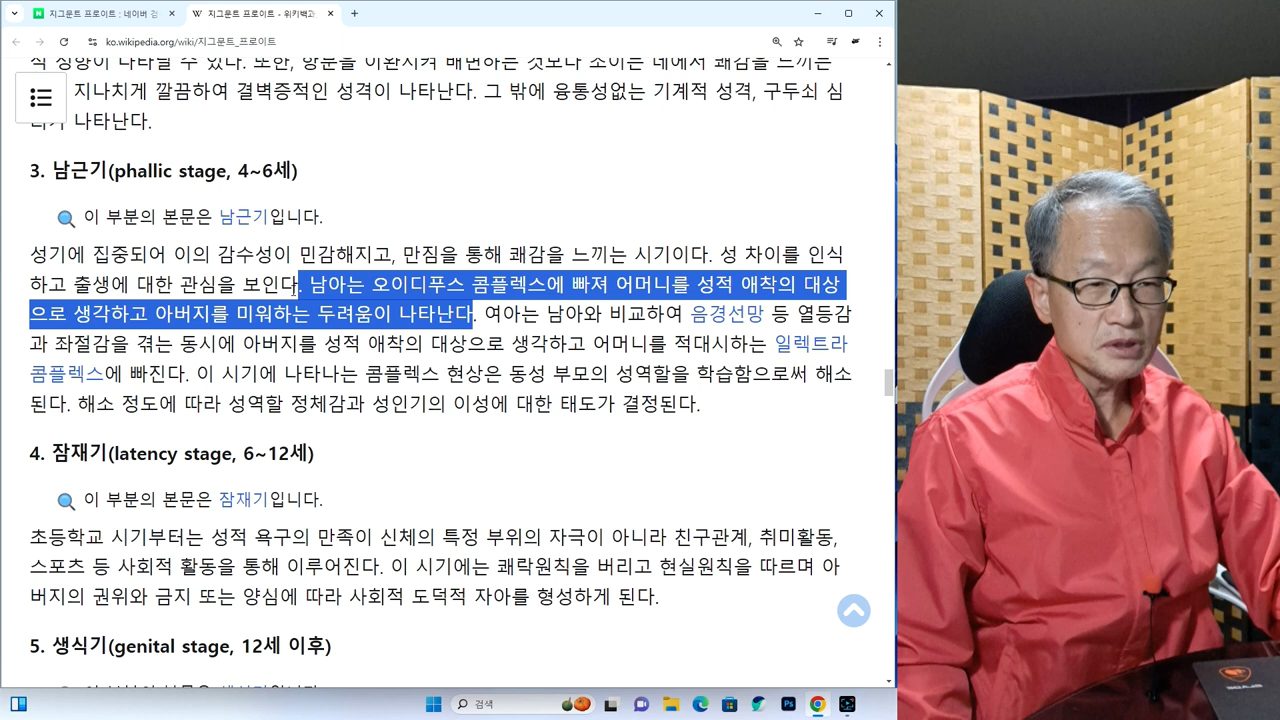 지그문트 프로이트 : 네이버 검
지그문트 프로이트 - 위키백과
ko.wikipedia.org/wiki/지그문트_프로이트
지나치게 깔끔하여 결벽증적인 성격이 나타난다. 그 밖에 융통성없는 기계적 성격, 구두쇠 심
나타난다.
3. 남근기(phallic stage, 4~6세)
이 부분의 본문은 남근기입니다.
성기에 집중되어 이의 감수성이 민감해지고, 만짐을 통해 쾌감을 느끼는 시기이다. 성 차이를 인식
하고 출생에 대한 관심을 보인다. 남아는 오이디푸스 콤플렉스에 빠져 어머니를 성적 애착의 대상
으로 생각하고 아버지를 미워하는 두려움이 나타난다. 여아는 남아와 비교하여 음경선망 등 열등감
과 좌절감을 겪는 동시에 아버지를 성적 애착의 대상으로 생각하고 어머니를 적대시하는 일렉트라
콤플렉스에 빠진다. 이 시기에 나타나는 콤플렉스 현상은 동성 부모의 성역할을 학습함으로써 해소
된다. 해소 정도에 따라 성역할 정체감과 성인기의 이성에 대한 태도가 결정된다.
4. 잠재기(latency stage, 6~12세)
이 부분의 본문은 잠재기입니다.
초등학교 시기부터는 성적 욕구의 만족이 신체의 특정 부위의 자극이 아니라 친구관계, 취미활동,
스포츠 등 사회적 활동을 통해 이루어진다. 이 시기에는 쾌락원칙을 버리고 현실원칙을 따르며 아
버지의 권위와 금지 또는 양심에 따라 사회적 도덕적 자아를 형성하게 된다.
5. 생식기(genital stage, 12세 이후)
검색
Ps